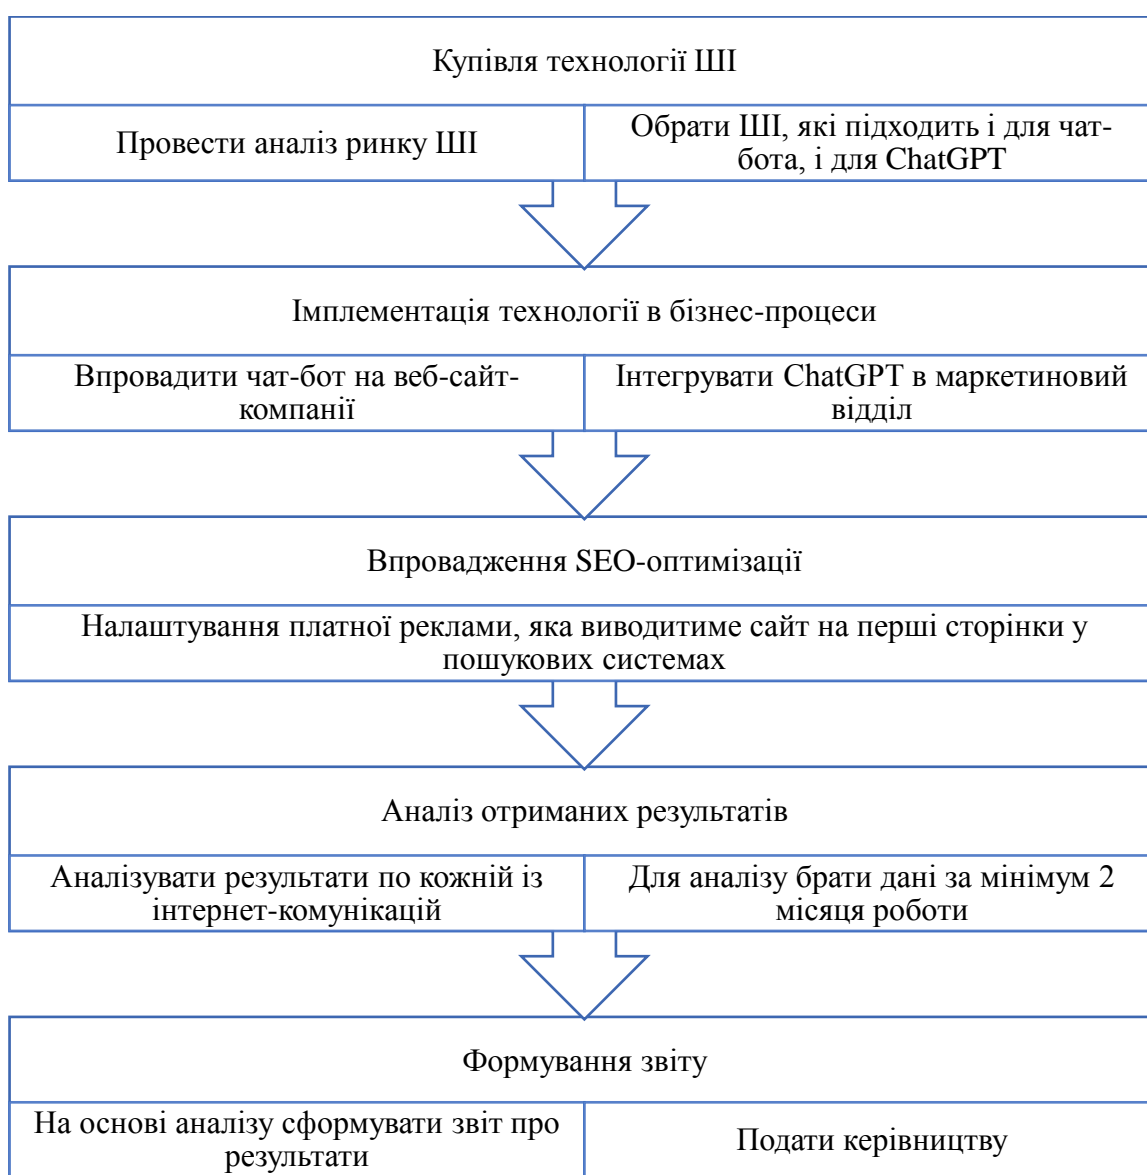 Купівля технології ШІ
Провести аналіз ринку ШІ
Обрати ШІ, які підходить і для чат-
бота, і для ChatGPT
Імплементація технології в бізнес-процеси
Впровадити чат-бот на веб-сайт-
компанії
Інтегрувати ChatGPT в маркетиновий
відділ
Впровадження SEO-оптимізації
Налаштування платної реклами, яка виводитиме сайт на перші сторінки у
пошукових системах
Аналіз отриманих результатів
Аналізувати результати по кожній із
інтернет-комунікацій
Для аналізу брати дані за мінімум 2
місяця роботи
Формування звіту
На основі аналізу сформувати звіт про
результати
Подати керівництву